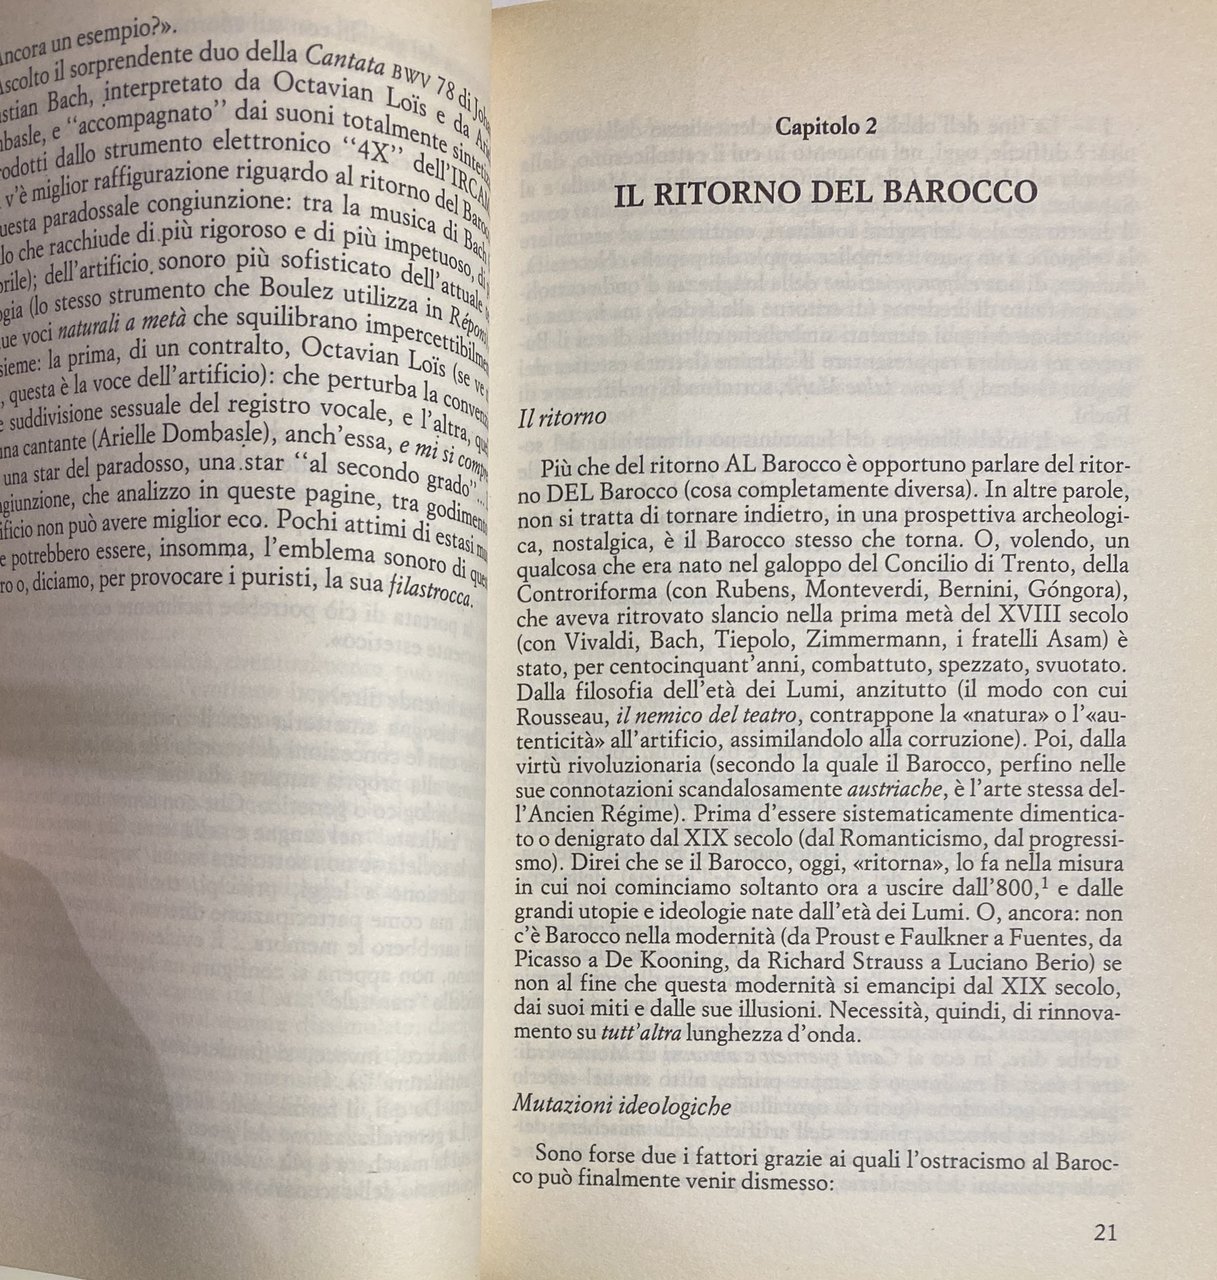 Ancora un esempio?».
Ascolto il sorprendente duo della Cantata BWV 78 di
Bach, interpretato da Octavian Loïs e da
e “accompagnato” dai suoni totalmente
dallo strumento elettronico “4X” dell’IRCAM
v’è miglior raffigurazione riguardo al ritorno del
paradossale congiunzione: tra la musica di Bach
che racchiude di più rigoroso e di più impetuoso, di
dell’artificio sonoro più sofisticato dell’attuale
(lo stesso strumento che Boulez utilizza in
voci naturali a metà che squilibrano
la prima, di un contralto, Octavian Loïs (se
questa è la voce dell’artificio): che perturba la
suddivisione sessuale del registro vocale, e l’altra,
cantante (Arielle Dombasle), anch’essa, e mi si
una star del paradosso, una star “al secondo grado”...
che analizzo in queste pagine, tra
non può avere miglior eco. Pochi attimi di estasi
potrebbero essere, insomma, l’emblema sonoro di
o, diciamo, per provocare i puristi, la sua filastrocca.
Capitolo 2
IL RITORNO DEL BAROCCO
Il ritorno
Più che del ritorno AL Barocco è opportuno parlare del ritor-
no DEL Barocco (cosa completamente diversa). In altre parole,
non si tratta di tornare indietro, in una prospettiva archeologi-
ca, nostalgica, è il Barocco stesso che torna. O, volendo, un
qualcosa che era nato nel galoppo del Concilio di Trento, della
Controriforma (con Rubens, Monteverdi, Bernini, Góngora),
che aveva ritrovato slancio nella prima metà del XVIII secolo
(con Vivaldi, Bach, Tiepolo, Zimmermann, i fratelli Asam) è
stato, per centocinquant’anni, combattuto, spezzato, svuotato.
Dalla filosofia dell’età dei Lumi, anzitutto (il modo con cui
Rousseau, il nemico del teatro, contrappone la «natura» o l’«au-
tenticità» all’artificio, assimilandolo alla corruzione). Poi, dalla
virtù rivoluzionaria (secondo la quale il Barocco, perfino nelle
sue connotazioni scandalosamente austriache, è l’arte stessa del-
l’Ancien Régime). Prima d’essere sistematicamente dimentica-
to o denigrato dal XIX secolo (dal Romanticismo, dal progressi-
smo). Direi che se il Barocco, oggi, «ritorna», lo fa nella misura
in cui noi cominciamo soltanto ora a uscire dall’800,¹ e dalle
grandi utopie e ideologie nate dall’età dei Lumi. O, ancora: non
c’è Barocco nella modernità (da Proust e Faulkner a Fuentes, da
Picasso a De Kooning, da Richard Strauss a Luciano Berio) se
non al fine che questa modernità si emancipi dal XIX secolo,
dai suoi miti e dalle sue illusioni. Necessità, quindi, di rinnova-
mento su tutt’altra lunghezza d’onda.
Mutazioni ideologiche
Sono forse due i fattori grazie ai quali l’ostracismo al Baroc-
co può finalmente venir dismesso:
21